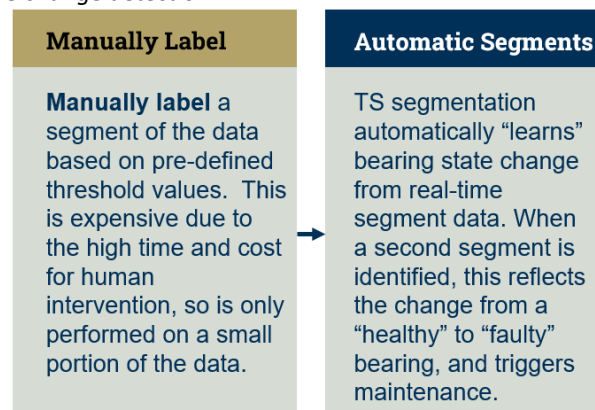 Manually Label
Manually label a
segment of the data
based on pre-defined
threshold values.  This
is expensive due to
the high time and cost
for human
intervention, so is only
performed on a small
portion of the data.
Automatic Segments
TS segmentation
automatically “learns”
bearing state change
from real-time
segment data. When
a second segment is
identified, this reflects
the change from a
“healthy” to “faulty”
bearing, and triggers
maintenance.